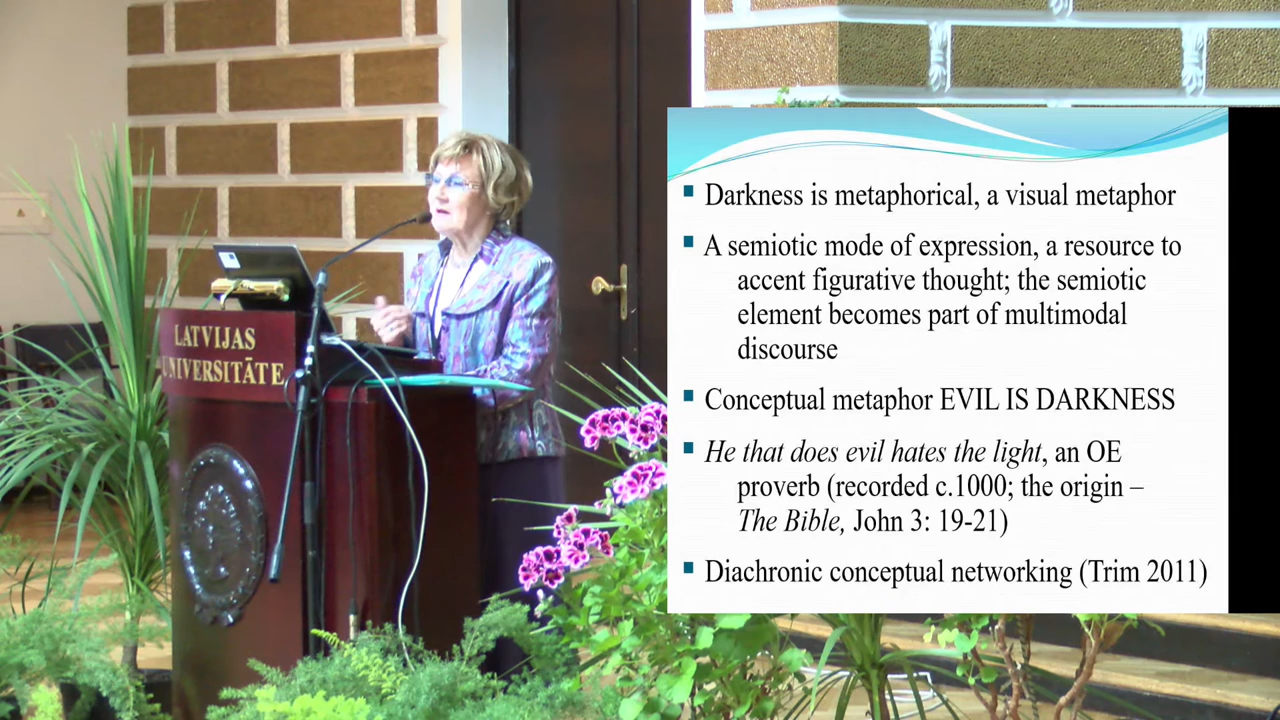 LATVIJAS
UNIVERSITĀTE
Darkness is metaphorical, a visual metaphor
A semiotic mode of expression, a resource to
accent figurative thought; the semiotic
element becomes part of multimodal
discourse
Conceptual metaphor EVIL IS DARKNESS
He that does evil hates the light, an OE
proverb (recorded c.1000; the origin –
The Bible, John 3: 19-21)
Diachronic conceptual networking (Trim 2011)